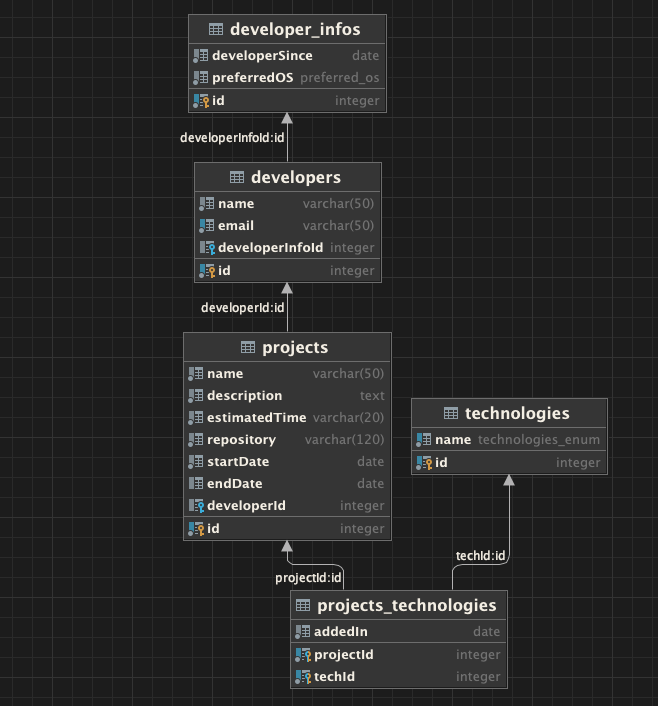 developer_infos
developerSince date
preferredOS preferred_os
id integer
developerInfoId:id
developers
name varchar(50)
email varchar(50)
developerInfoId integer
id integer
developerId:id
projects
name varchar(50)
description text
estimatedTime varchar(20)
repository varchar(120)
startDate date
endDate date
developerId integer
id integer
technologies
name technologies_enum
id integer
techId:id
projectId:id
projects_technologies
addedIn date
projectId integer
techId integer